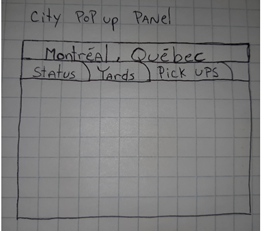 City PoP up PANel
Montréal, Québec
Status Yards Pick UPS